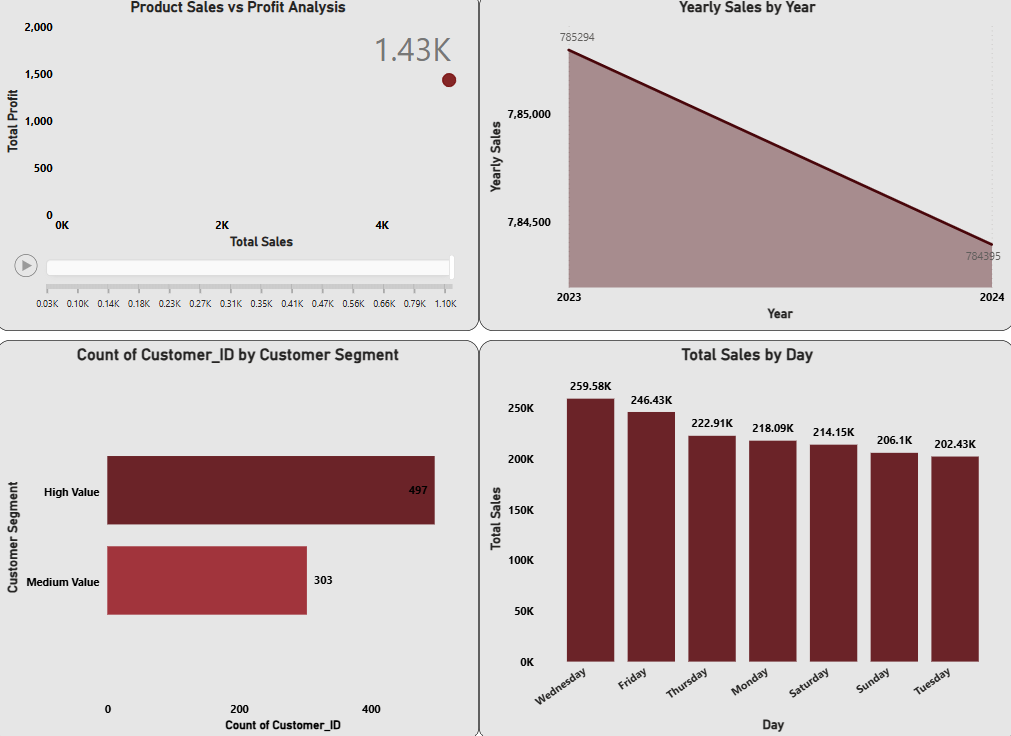 Product Sales vs Profit Analysis
2,000
1.43K
1,500
1,000
500
0
Total Profit
0K 2K 4K
Total Sales
0.03K 0.10K 0.14K 0.18K 0.23K 0.27K 0.31K 0.35K 0.41K 0.47K 0.56K 0.66K 0.79K 1.10K
Yearly Sales by Year
785294
7,85,000
7,84,500
Yearly Sales
784395
2023 2024
Year
Count of Customer_ID by Customer Segment
Customer Segment
High Value 497
Medium Value 303
0 200 400
Count of Customer_ID
Total Sales by Day
259.58K 246.43K 222.91K 218.09K 214.15K 206.1K 202.43K
250K
200K
150K
100K
50K
0K
Total Sales
Wednesday Friday Thursday Monday Saturday Sunday Tuesday
Day